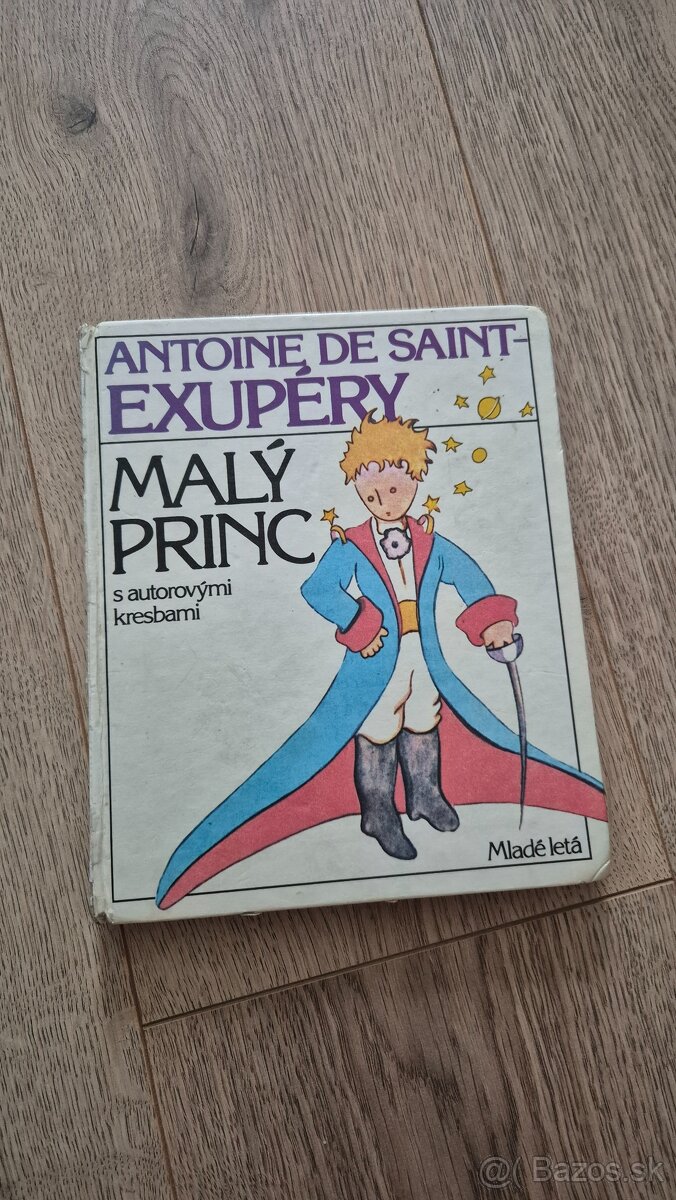 ANTOINE DE SAINT-
EXUPÉRY
MALÝ
PRINC
s autorovými
kresbami
Mladé letá
@( Bazos.sk